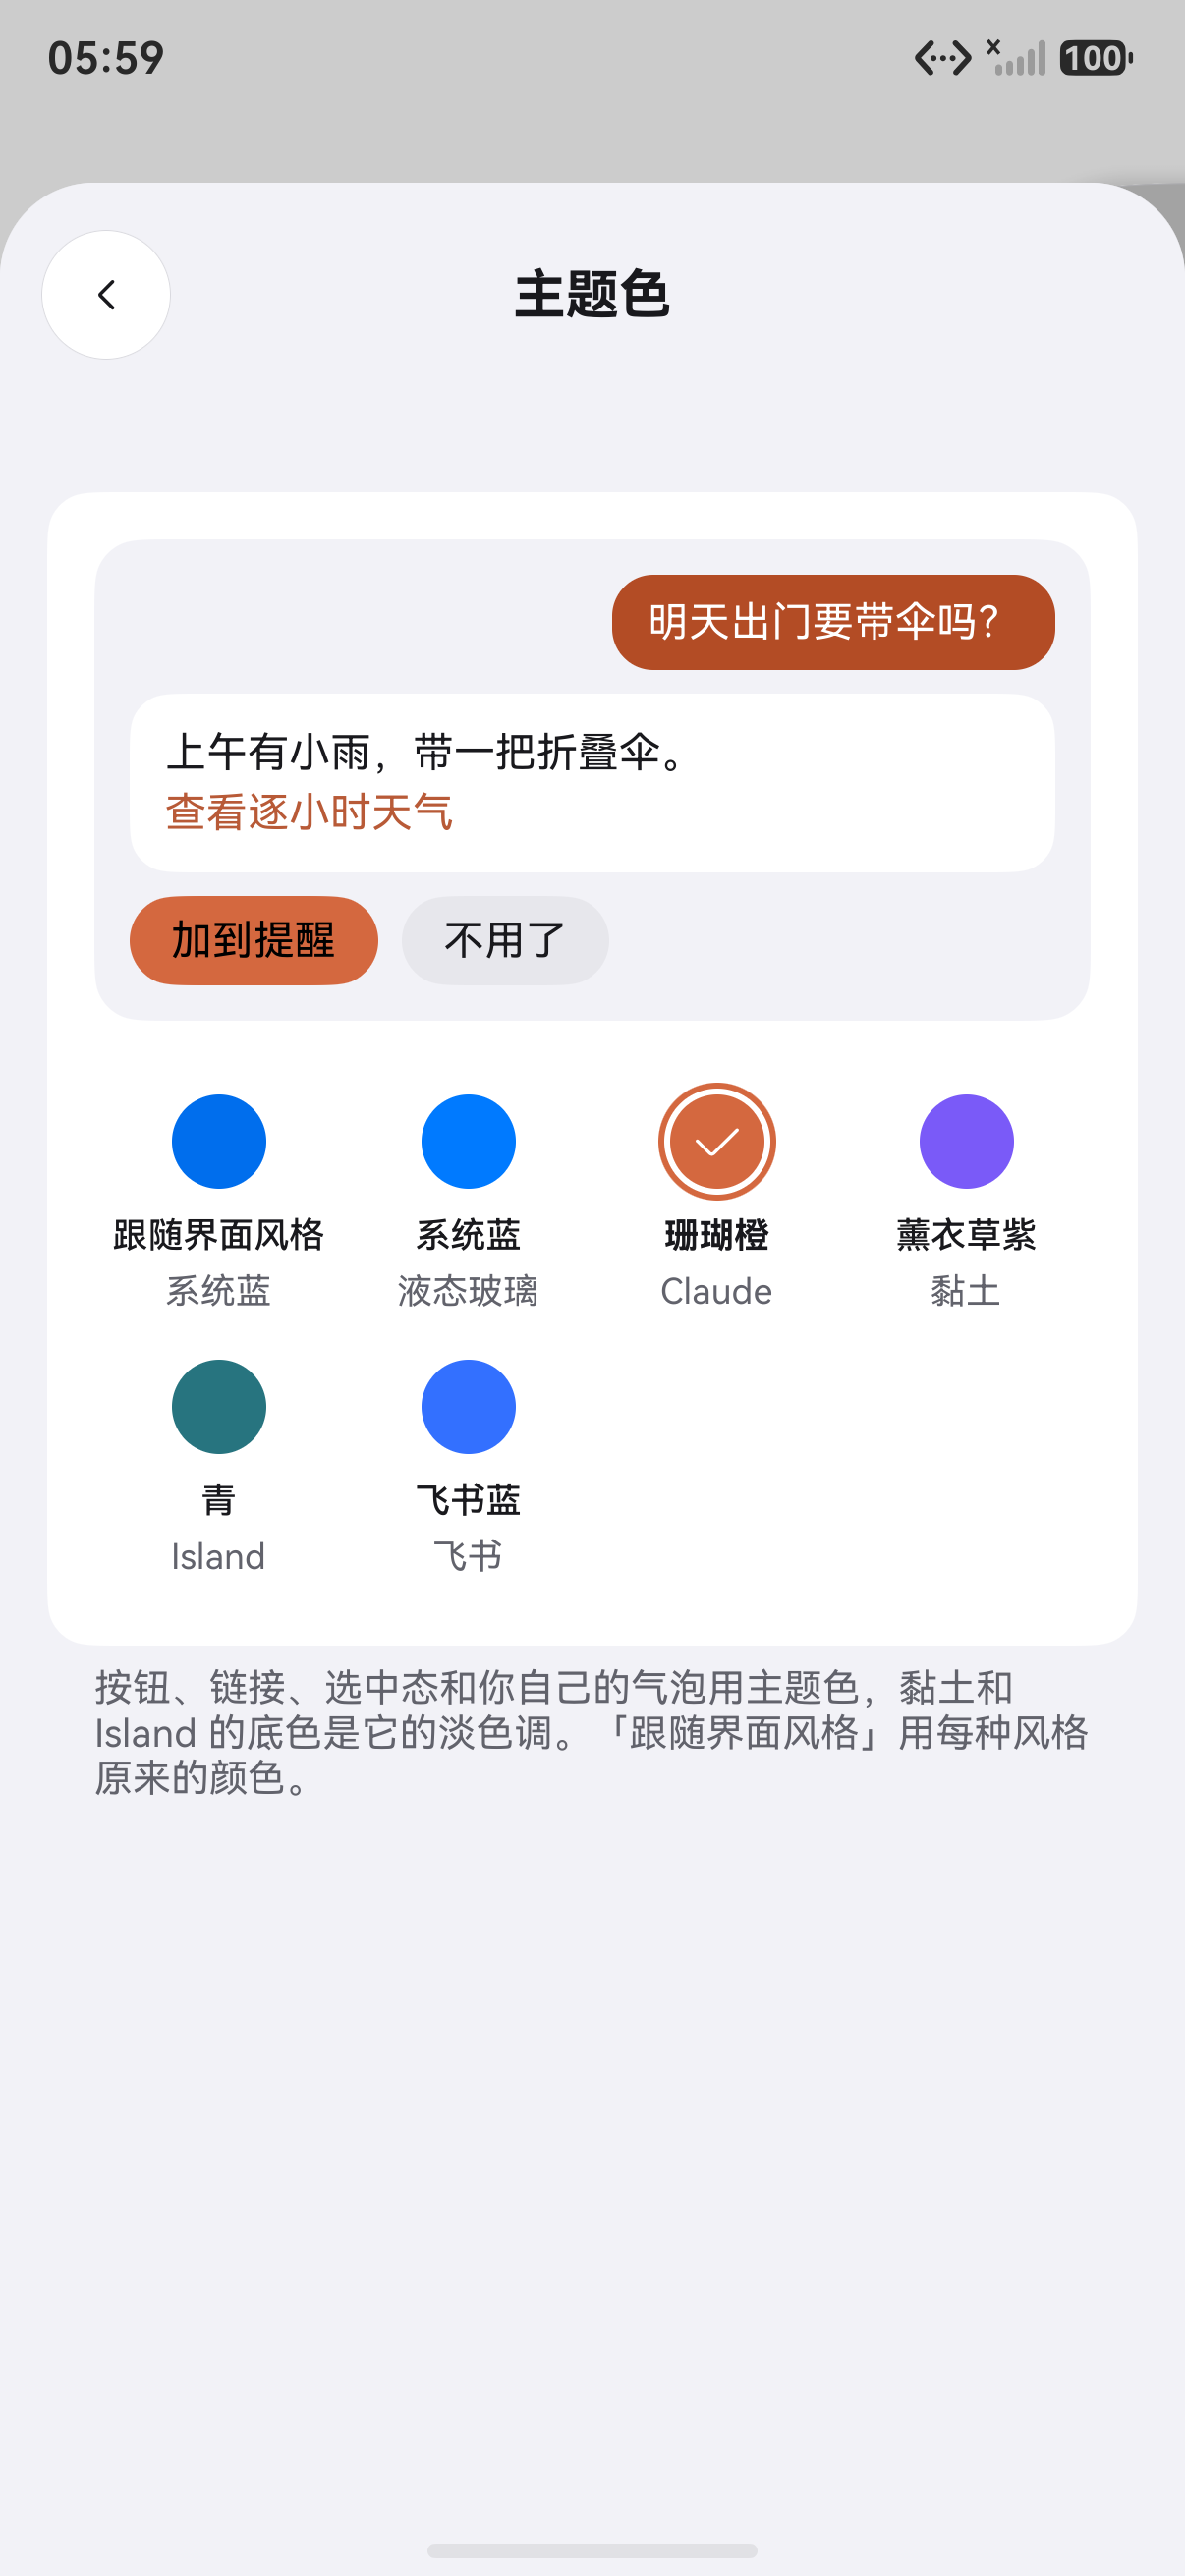 05:59
100
主题色
明天出门要带伞吗？
上午有小雨，带一把折叠伞。
查看逐小时天气
加到提醒 不用了
跟随界面风格 系统蓝 珊瑚橙 薰衣草紫
系统蓝 液态玻璃 Claude 黏土
青 飞书蓝
Island 飞书
按钮、链接、选中态和你自己的气泡用主题色，黏土和
Island 的底色是它的淡色调。「跟随界面风格」用每种风格
原来的颜色。